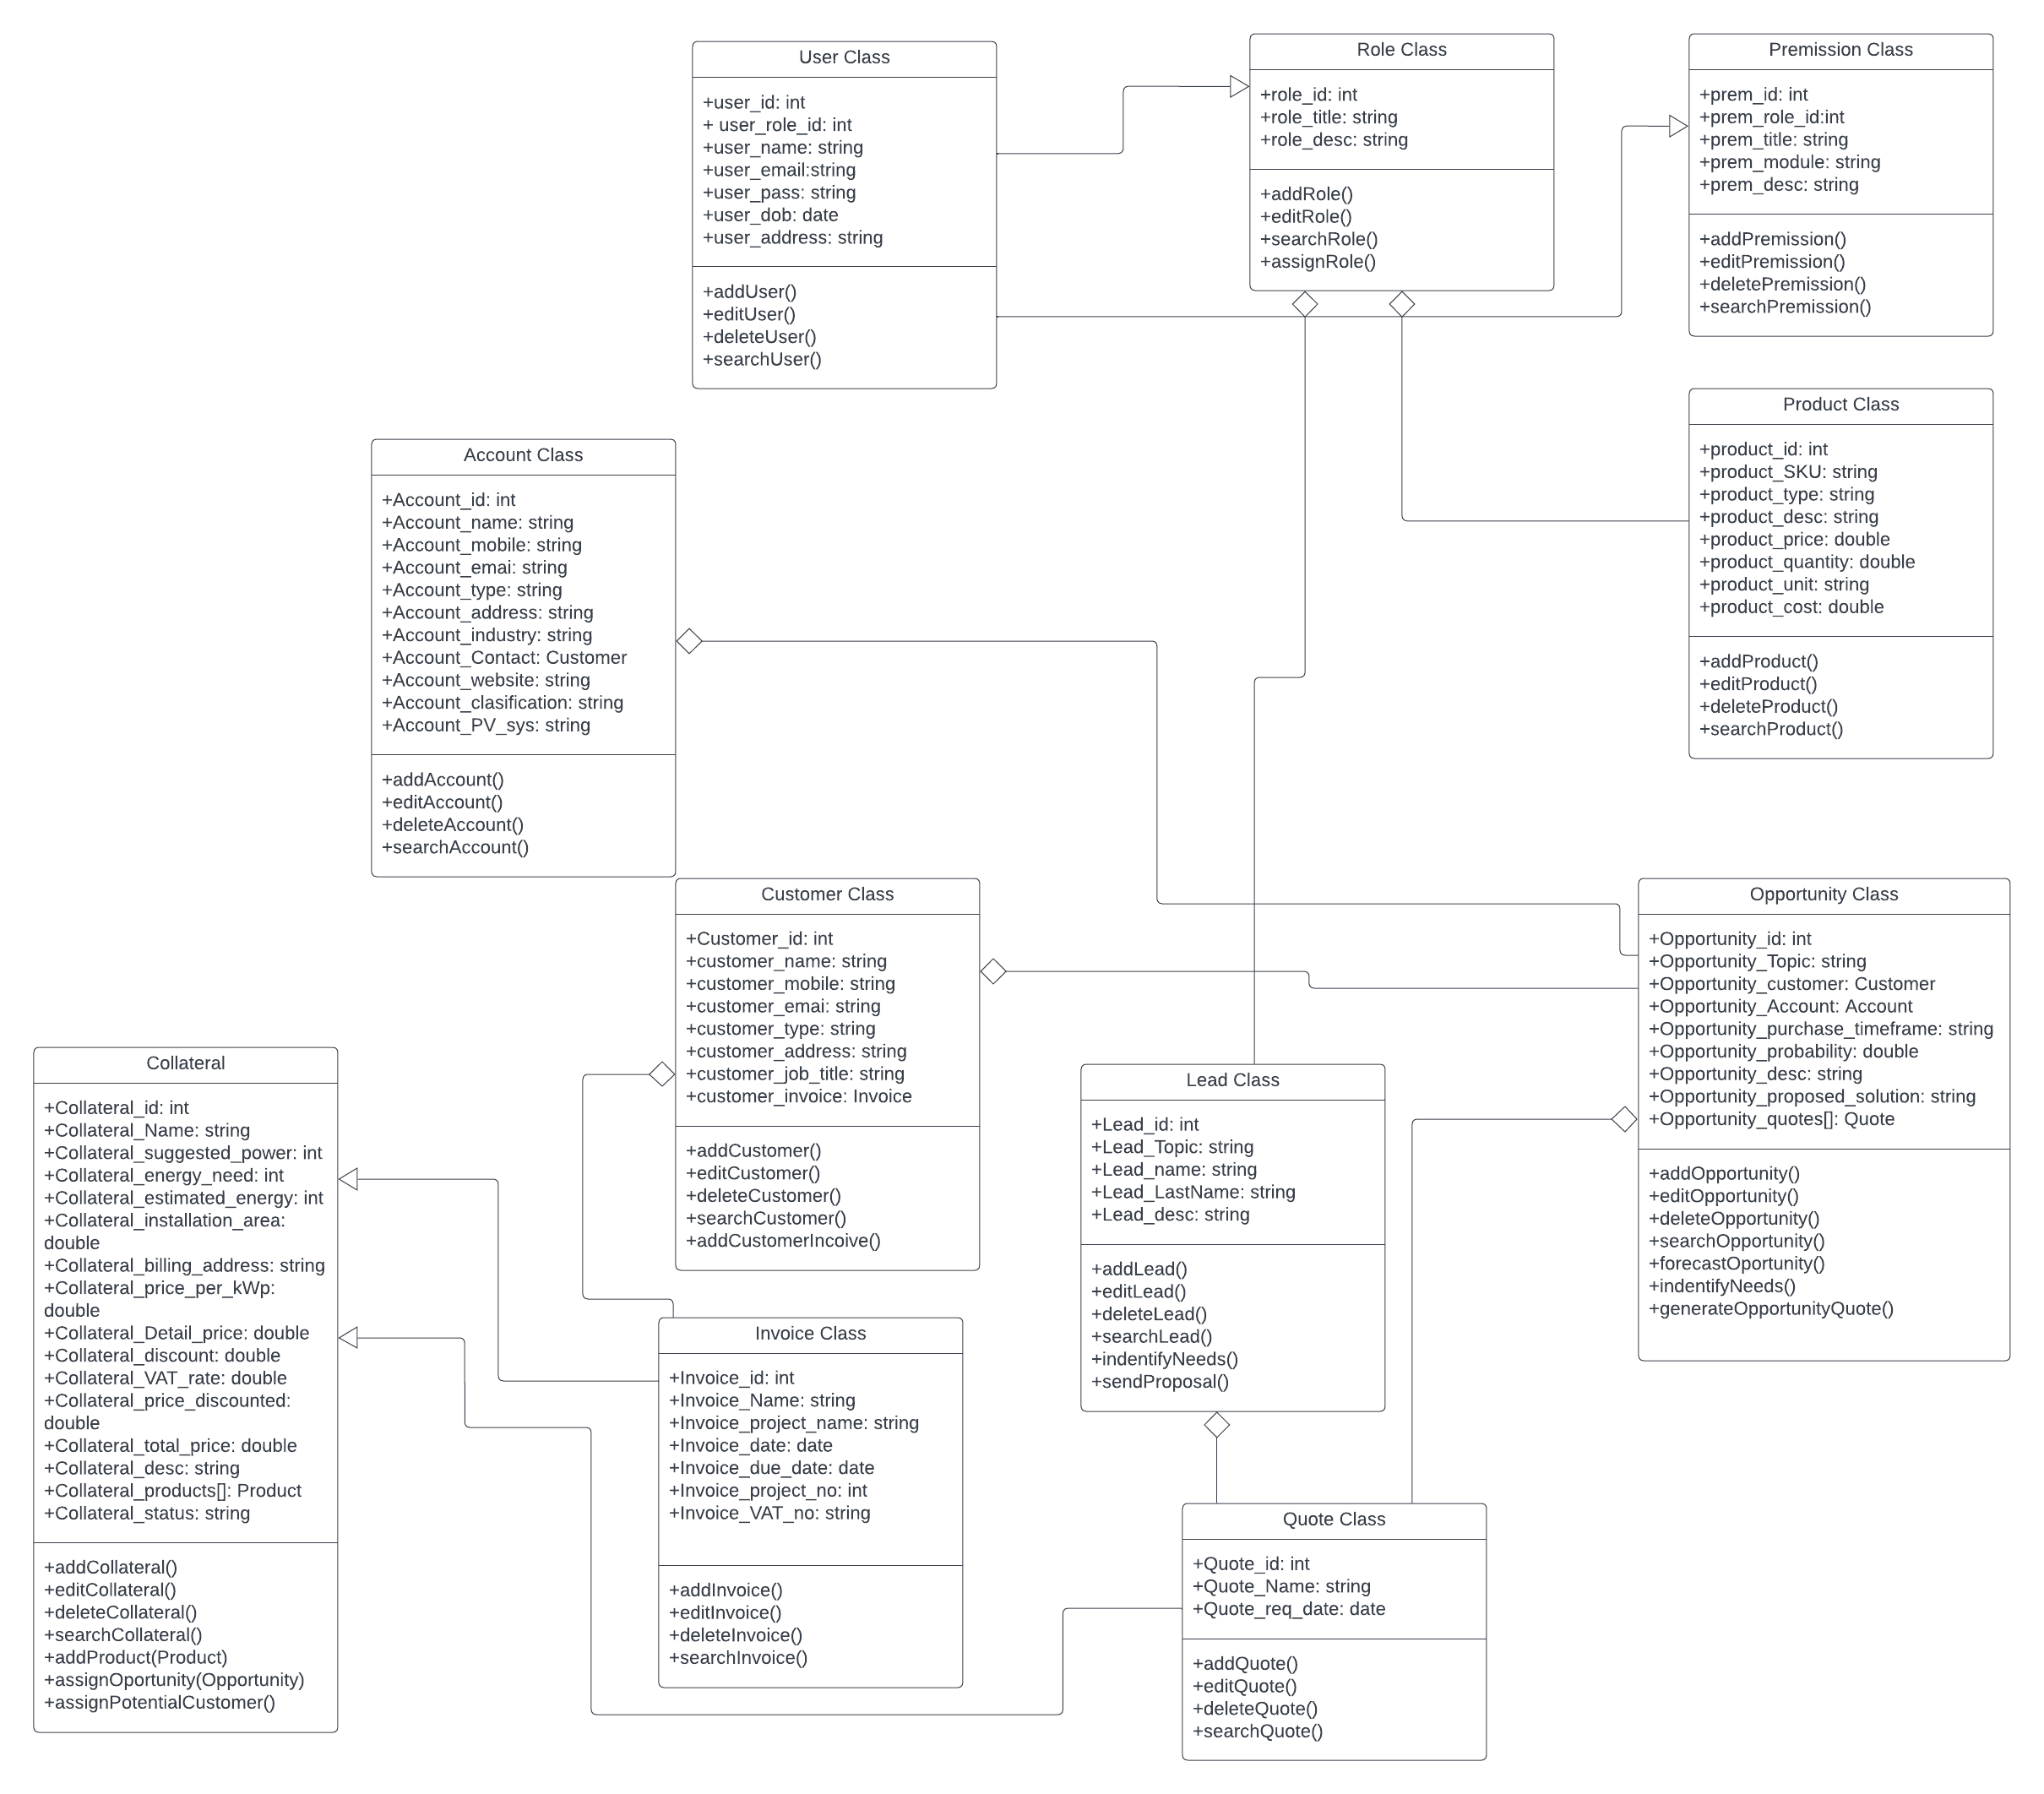 User Class
+user_id: int
+ user_role_id: int
+user_name: string
+user_email:string
+user_pass: string
+user_dob: date
+user_address: string
+addUser()
+editUser()
+deleteUser()
+searchUser()
Role Class
+role_id: int
+role_title: string
+role_desc: string
+addRole()
+editRole()
+searchRole()
+assignRole()
Premission Class
+prem_id: int
+prem_role_id:int
+prem_title: string
+prem_module: string
+prem_desc: string
+addPremission()
+editPremission()
+deletePremission()
+searchPremission()
Product Class
+product_id: int
+product_SKU: string
+product_type: string
+product_desc: string
+product_price: double
+product_quantity: double
+product_unit: string
+product_cost: double
+addProduct()
+editProduct()
+deleteProduct()
+searchProduct()
Account Class
+Account_id: int
+Account_name: string
+Account_mobile: string
+Account_emai: string
+Account_type: string
+Account_address: string
+Account_industry: string
+Account_Contact: Customer
+Account_website: string
+Account_clasification: string
+Account_PV_sys: string
+addAccount()
+editAccount()
+deleteAccount()
+searchAccount()
Customer Class
+Customer_id: int
+customer_name: string
+customer_mobile: string
+customer_emai: string
+customer_type: string
+customer_address: string
+customer_job_title: string
+customer_invoice: Invoice
+addCustomer()
+editCustomer()
+deleteCustomer()
+searchCustomer()
+addCustomerIncoive()
Opportunity Class
+Opportunity_id: int
+Opportunity_Topic: string
+Opportunity_customer: Customer
+Opportunity_Account: Account
+Opportunity_purchase_timeframe: string
+Opportunity_probability: double
+Opportunity_desc: string
+Opportunity_proposed_solution: string
+Opportunity_quotes[]: Quote
+addOpportunity()
+editOpportunity()
+deleteOpportunity()
+searchOpportunity()
+forecastOportunity()
+indentifyNeeds()
+generateOpportunityQuote()
Collateral
+Collateral_id: int
+Collateral_Name: string
+Collateral_suggested_power: int
+Collateral_energy_need: int
+Collateral_estimated_energy: int
+Collateral_installation_area:
double
+Collateral_billing_address: string
+Collateral_price_per_kWp:
double
+Collateral_Detail_price: double
+Collateral_discount: double
+Collateral_VAT_rate: double
+Collateral_price_discounted:
double
+Collateral_total_price: double
+Collateral_desc: string
+Collateral_products[]: Product
+Collateral_status: string
+addCollateral()
+editCollateral()
+deleteCollateral()
+searchCollateral()
+addProduct(Product)
+assignOportunity(Opportunity)
+assignPotentialCustomer()
Lead Class
+Lead_id: int
+Lead_Topic: string
+Lead_name: string
+Lead_LastName: string
+Lead_desc: string
+addLead()
+editLead()
+deleteLead()
+searchLead()
+indentifyNeeds()
+sendProposal()
Invoice Class
+Invoice_id: int
+Invoice_Name: string
+Invoice_project_name: string
+Invoice_date: date
+Invoice_due_date: date
+Invoice_project_no: int
+Invoice_VAT_no: string
+addInvoice()
+editInvoice()
+deleteInvoice()
+searchInvoice()
Quote Class
+Quote_id: int
+Quote_Name: string
+Quote_req_date: date
+addQuote()
+editQuote()
+deleteQuote()
+searchQuote()